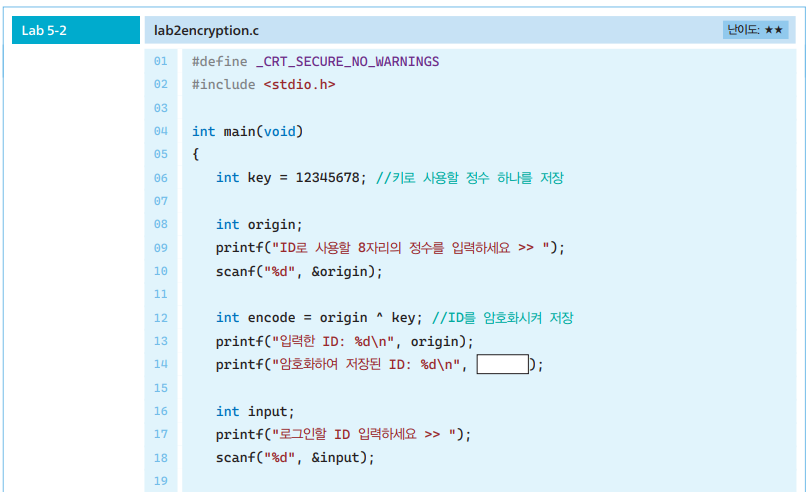 Lab 5-2 lab2encryption.c 난이도: ★★
01 #define _CRT_SECURE_NO_WARNINGS
02 #include <stdio.h>
03
04 int main(void)
05 {
06 int key = 12345678; //키로 사용할 정수 하나를 저장
07
08 int origin;
09 printf("ID로 사용할 8자리의 정수를 입력하세요 >> ");
10 scanf("%d", &origin);
11
12 int encode = origin ^ key; //ID를 암호화시켜 저장
13 printf("입력한 ID: %d\n", origin);
14 printf("암호화하여 저장된 ID: %d\n", );
15
16 int input;
17 printf("로그인할 ID 입력하세요 >> ");
18 scanf("%d", &input);
19